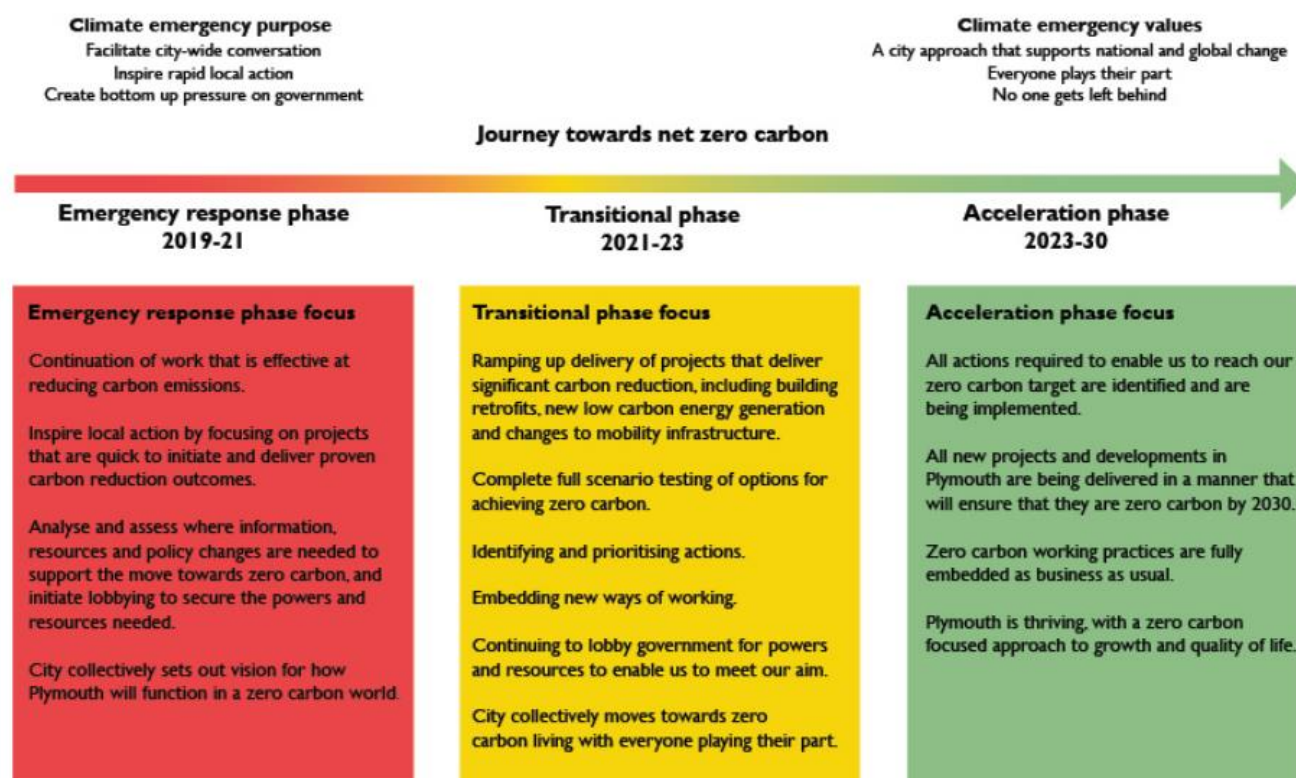 Climate emergency purpose
Facilitate city-wide conversation
Inspire rapid local action
Create bottom up pressure on government
Climate emergency values
A city approach that supports national and global change
Everyone plays their part
No one gets left behind
Journey towards net zero carbon
Emergency response phase
2019-21
Transitional phase
2021-23
Acceleration phase
2023-30
Emergency response phase focus
Continuation of work that is effective at
reducing carbon emissions.
Inspire local action by focusing on projects
that are quick to initiate and deliver proven
carbon reduction outcomes.
Analyse and assess where information,
resources and policy changes are needed to
support the move towards zero carbon, and
initiate lobbying to secure the powers and
resources needed.
City collectively sets out vision for how
Plymouth will function in a zero carbon world.
Transitional phase focus
Ramping up delivery of projects that deliver
significant carbon reduction, including building
retrofits, new low carbon energy generation
and changes to mobility infrastructure.
Complete full scenario testing of options for
achieving zero carbon.
Identifying and prioritising actions.
Embedding new ways of working.
Continuing to lobby government for powers
and resources to enable us to meet our aim.
City collectively moves towards zero
carbon living with everyone playing their part.
Acceleration phase focus
All actions required to enable us to reach our
zero carbon target are identified and are
being implemented.
All new projects and developments in
Plymouth are being delivered in a manner that
will ensure that they are zero carbon by 2030.
Zero carbon working practices are fully
embedded as business as usual.
Plymouth is thriving, with a zero carbon
focused approach to growth and quality of life.